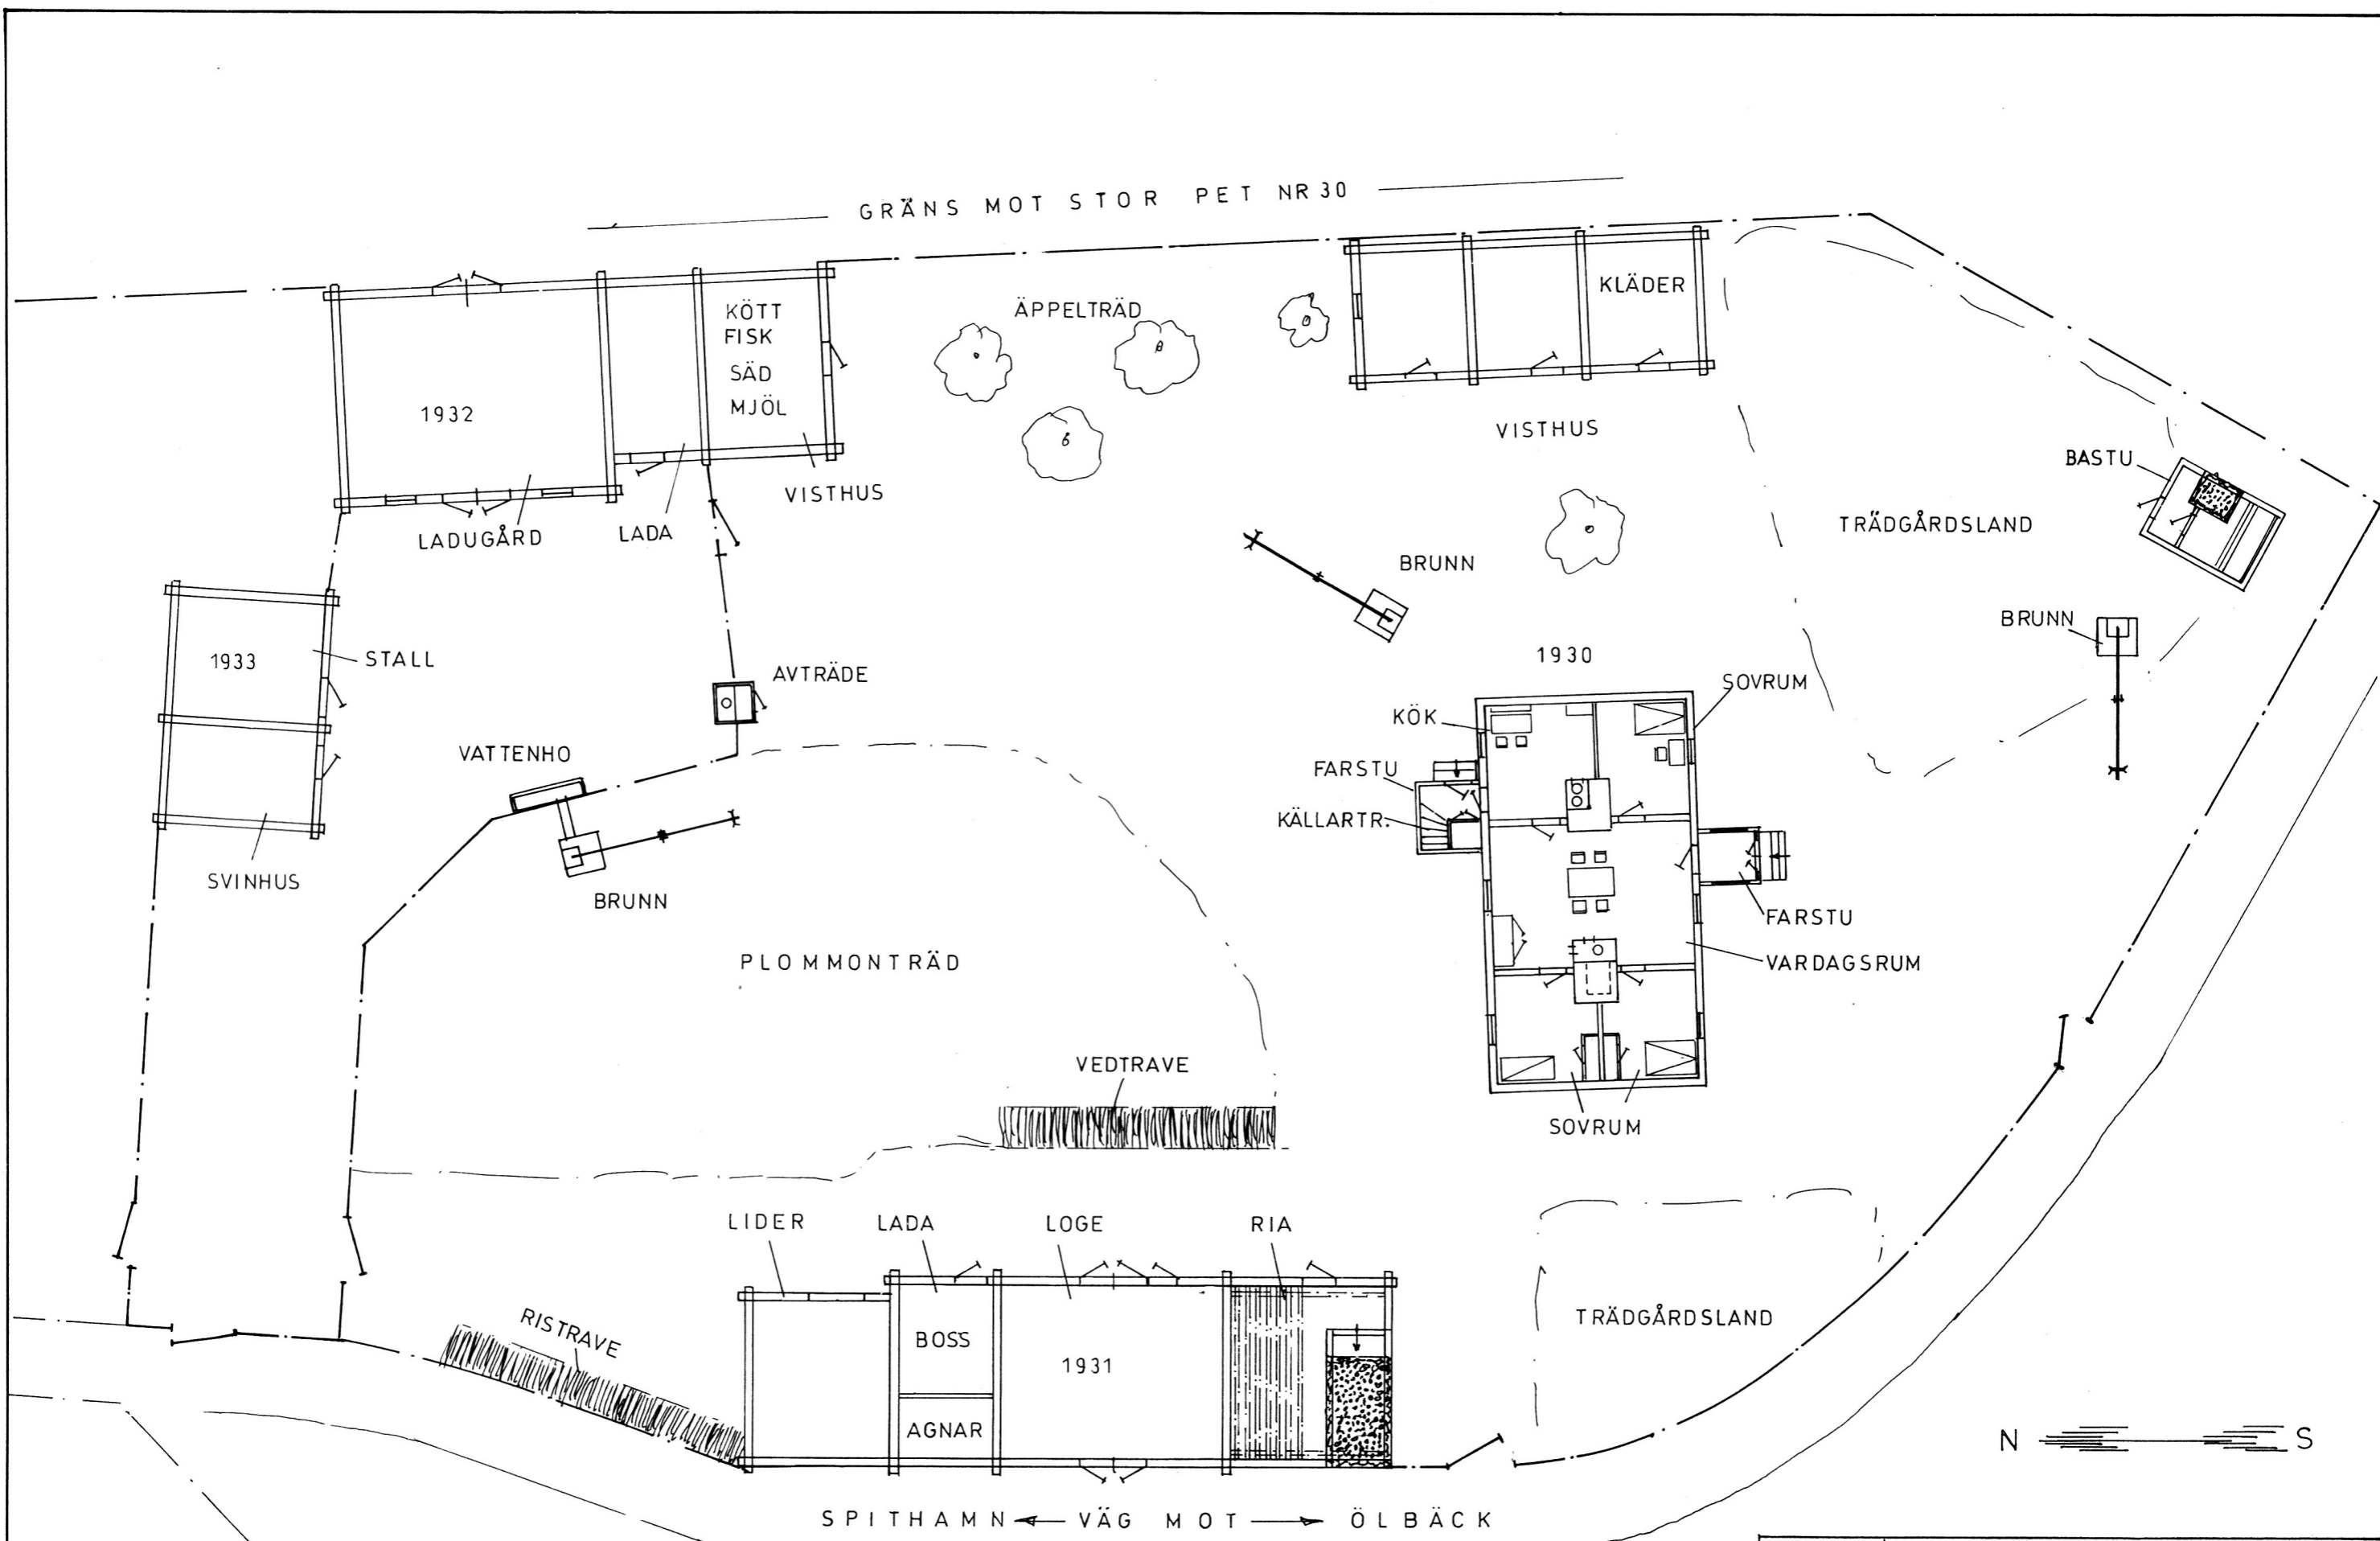 GRÄNS MOT STOR PET NR 30
KÖTT
FISK
SÄD
MJÖL
ÄPPELTRÄD
KLÄDER
1932
VISTHUS
VISTHUS
LADUGÅRD
LADA
BASTU
TRÄDGÅRDSLAND
BRUNN
BRUNN
1933
STALL
AVTRÄDE
1930
SOVRUM
KÖK
VATTENHO
FARSTU
KÄLLARTR.
SVINHUS
BRUNN
FARSTU
PLOMMONTRÄD
VARDAGSRUM
VEDTRAVE
SOVRUM
LIDER
LADA
LOGE
RIA
RISTRAVE
BOSS
1931
TRÄDGÅRDSLAND
AGNAR
N
S
SPITHAMN ← VÄG MOT → ÖLBÄCK